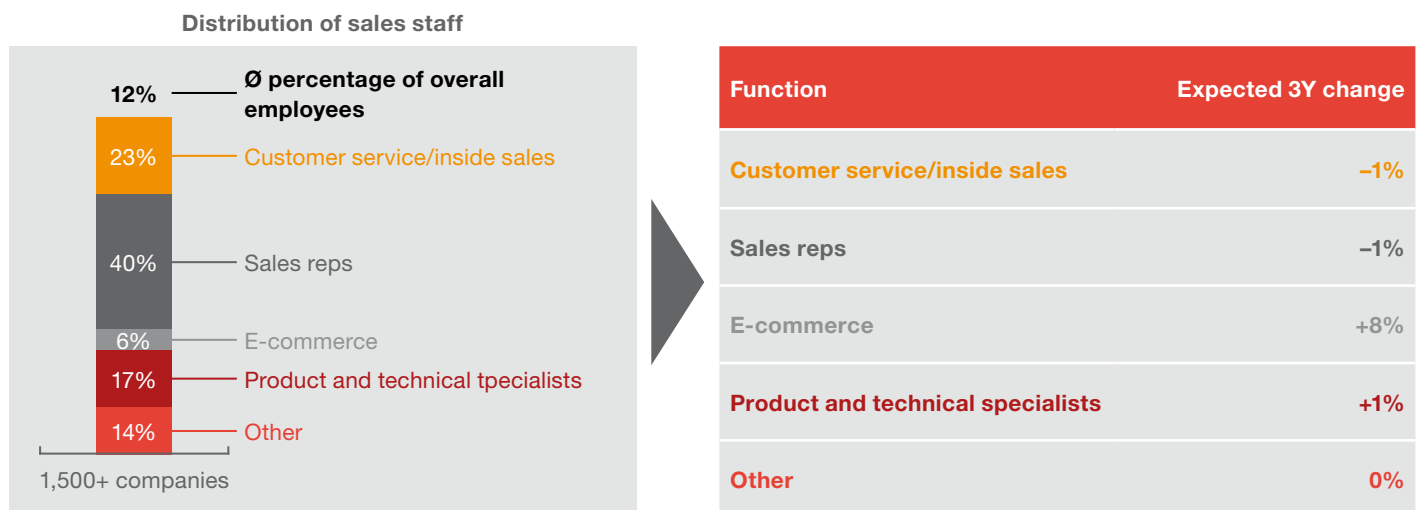 Distribution of sales staff
12%
Ø percentage of overall
employees
23%
Customer service/inside sales
40%
Sales reps
6%
E-commerce
17%
Product and technical tpecialists
14%
Other
1,500+ companies
Function
Expected 3Y change
Customer service/inside sales
–1%
Sales reps
–1%
E-commerce
+8%
Product and technical specialists
+1%
Other
0%